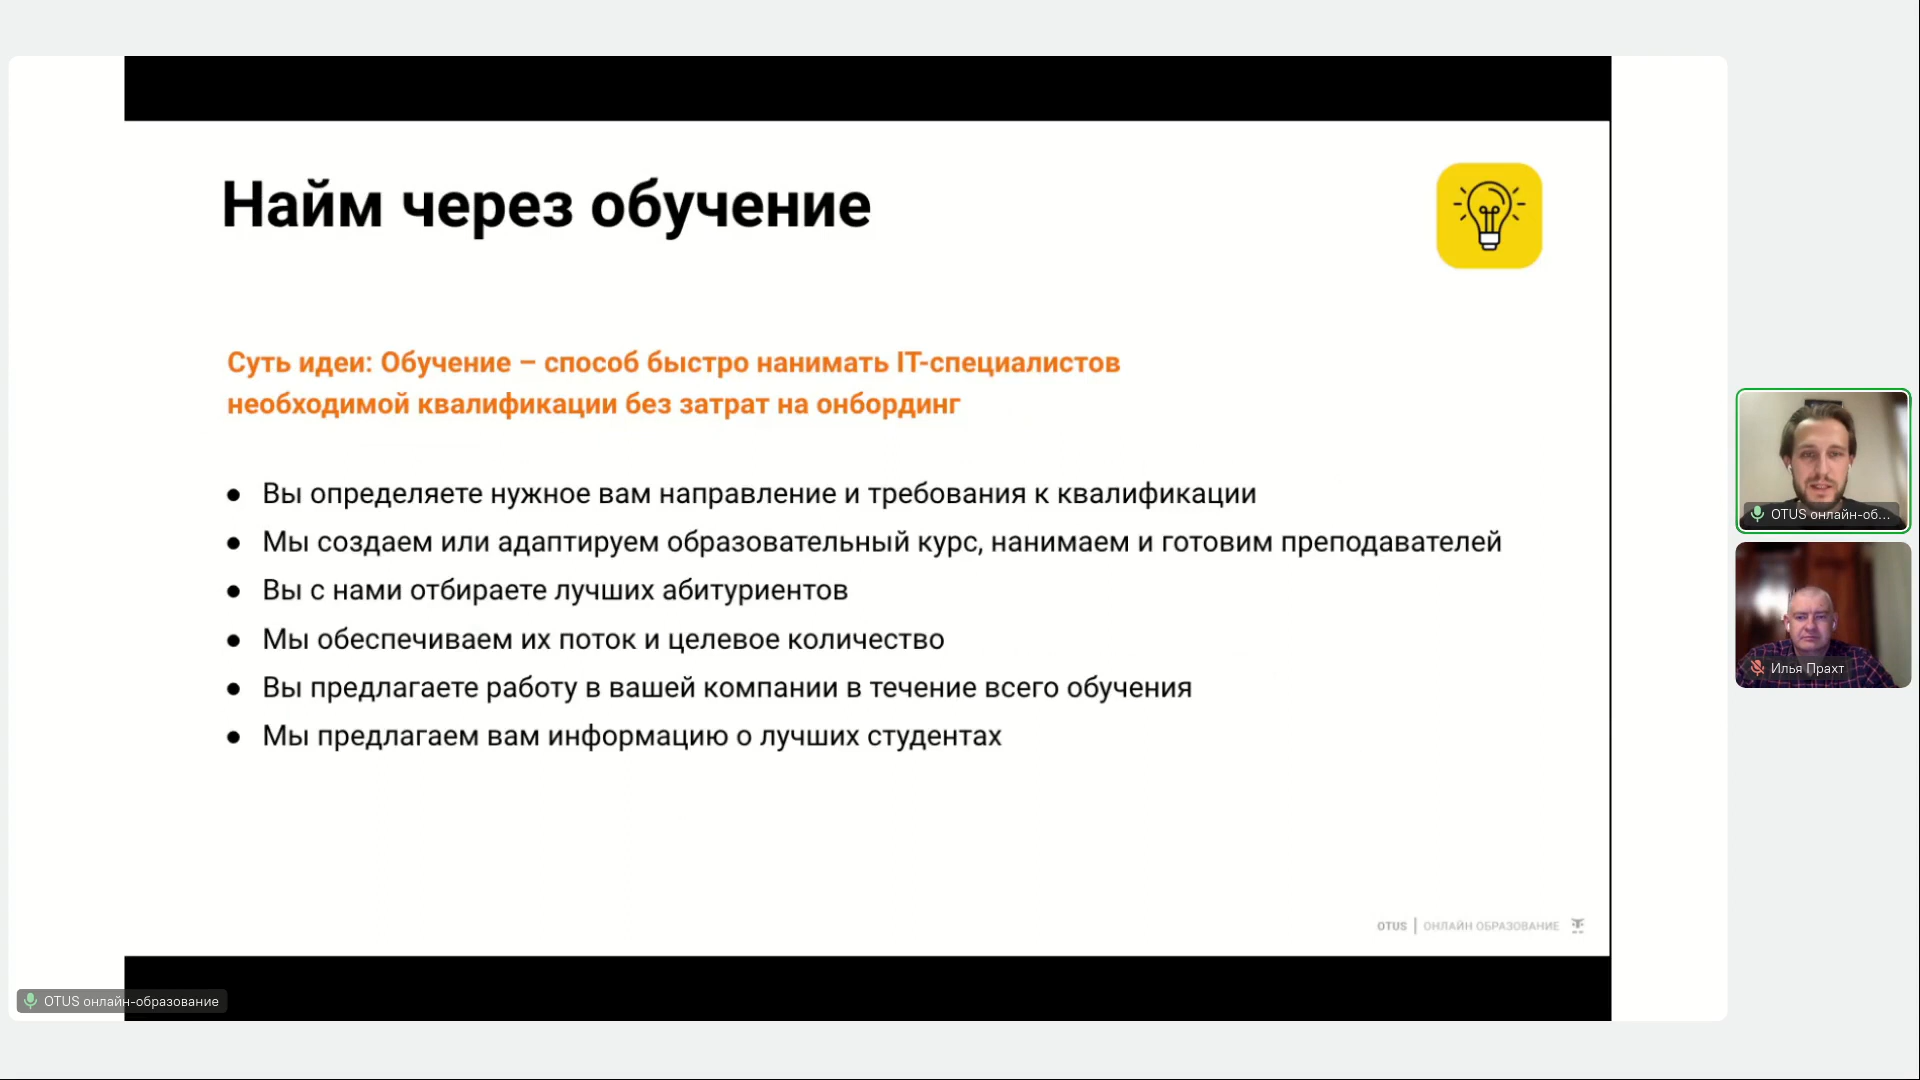 Найм через обучение
Суть идеи: Обучение – способ быстро нанимать IT-специалистов
необходимой квалификации без затрат на онбординг
● Вы определяете нужное вам направление и требования к квалификации
● Мы создаем или адаптируем образовательный курс, нанимаем и готовим преподавателей
● Вы с нами отбираете лучших абитуриентов
● Мы обеспечиваем их поток и целевое количество
● Вы предлагаете работу в вашей компании в течение всего обучения
● Мы предлагаем вам информацию о лучших студентах
OTUS | ОНЛАЙН ОБРАЗОВАНИЕ
OTUS онлайн-образование
OTUS онлайн-об...
Илья Прахт